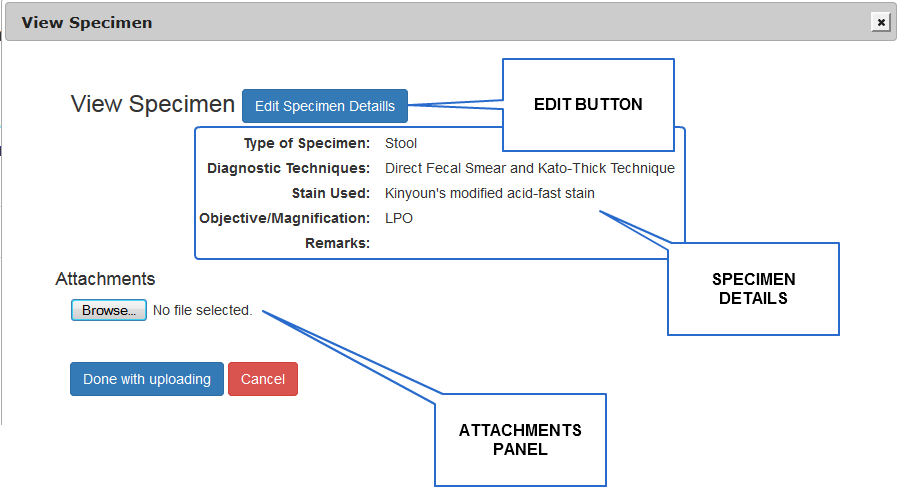 View Specimen
View Specimen Edit Specimen Detaills
EDIT BUTTON
Type of Specimen: Stool
Diagnostic Techniques: Direct Fecal Smear and Kato-Thick Technique
Stain Used: Kinyoun's modified acid-fast stain
Objective/Magnification: LPO
Remarks:
SPECIMEN
DETAILS
Attachments
Browse... No file selected.
Done with uploading Cancel
ATTACHMENTS
PANEL